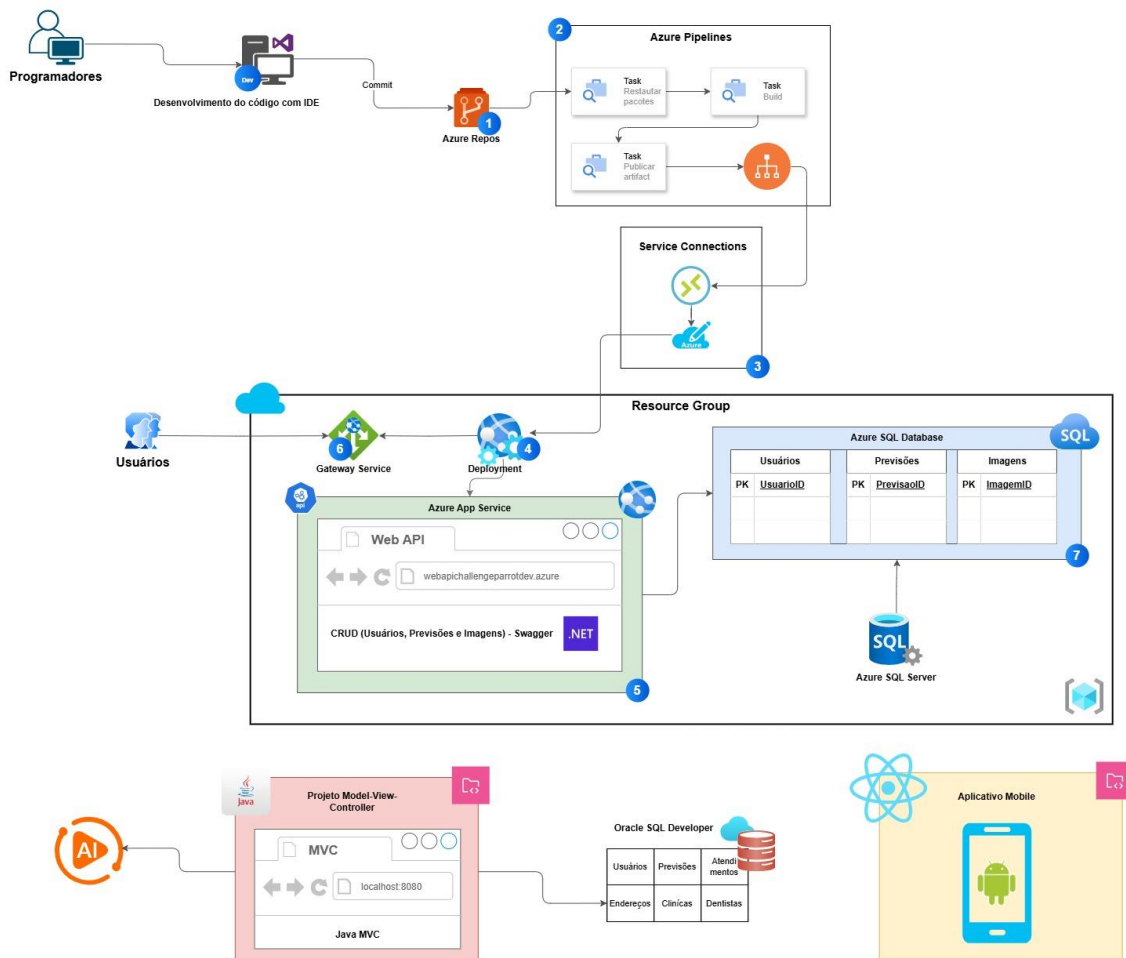 Programadores
Dev
Desenvolvimento do código com IDE
Commit
1
Azure Repos
2
Azure Pipelines
Task
Restautar
pacotes
Task
Build
Task
Publicar
artifact
Service Connections
Azure
3
Resource Group
Usuários
6
Gateway Service
4
Deployment
SQL
Azure SQL Database
Usuários
Previsões
Imagens
PK UsuarioID
PK PrevisaoID
PK ImagemID
7
api
Azure App Service
Web API
webapichallengeparrotdev.azure
CRUD (Usuários, Previsões e Imagens) - Swagger
.NET
5
SQL
Azure SQL Server
Java
Projeto Model-View-
Controller
AI
MVC
localhost:8080
Java MVC
Oracle SQL Developer
Usuários
Previsões
Atendi
mentos
Endereços
Clinícas
Dentistas
Aplicativo Mobile